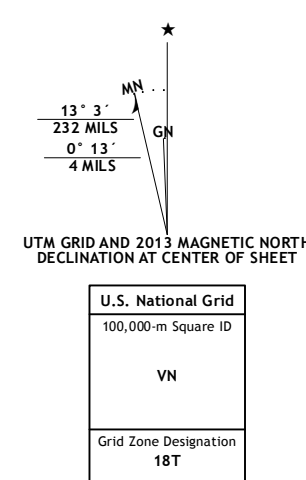 MN
13° 3´
232 MILS
GN
0° 13´
4 MILS
UTM GRID AND 2013 MAGNETIC NORTH
DECLINATION AT CENTER OF SHEET
U.S. National Grid
100,000-m Square ID
VN
Grid Zone Designation
18T